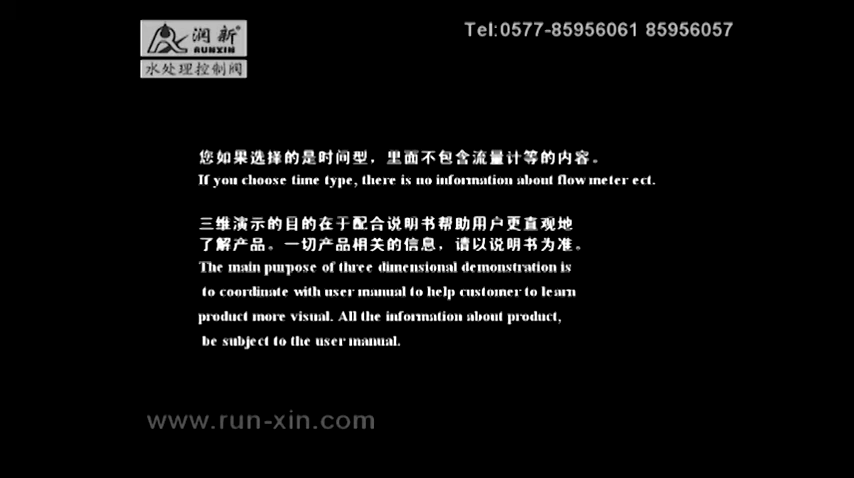 润新®
RUNXIN
水处理控制阀
Tel:0577-85956061 85956057
您如果选择的是时间型，里面不包含流量计等的内容。
If you choose time type, there is no information about flow meter ect.
三维演示的目的在于配合说明书帮助用户更直观地
了解产品。一切产品相关的信息，请以说明书为准。
The main purpose of three dimensional demonstration is
to coordinate with user manual to help customer to learn
product more visual. All the information about product,
be subject to the user manual.
www.run-xin.com